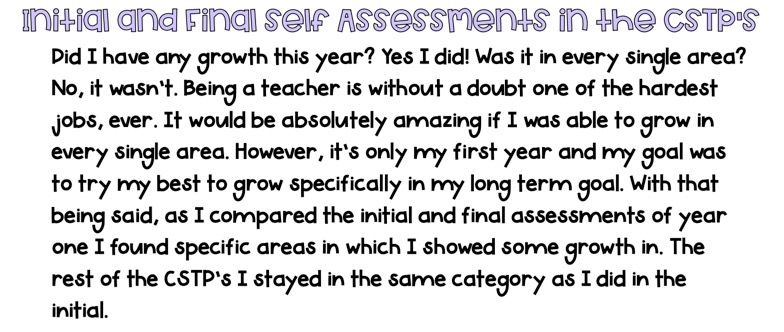 Initial and Final Self Assessments in the CSTP's
Did I have any growth this year? Yes I did! Was it in every single area?
No, it wasn't. Being a teacher is without a doubt one of the hardest
jobs, ever. It would be absolutely amazing if I was able to grow in
every single area. However, it's only my first year and my goal was
to try my best to grow specifically in my long term goal. With that
being said, as I compared the initial and final assessments of year
one I found specific areas in which I showed some growth in. The
rest of the CSTP's I stayed in the same category as I did in the
initial.